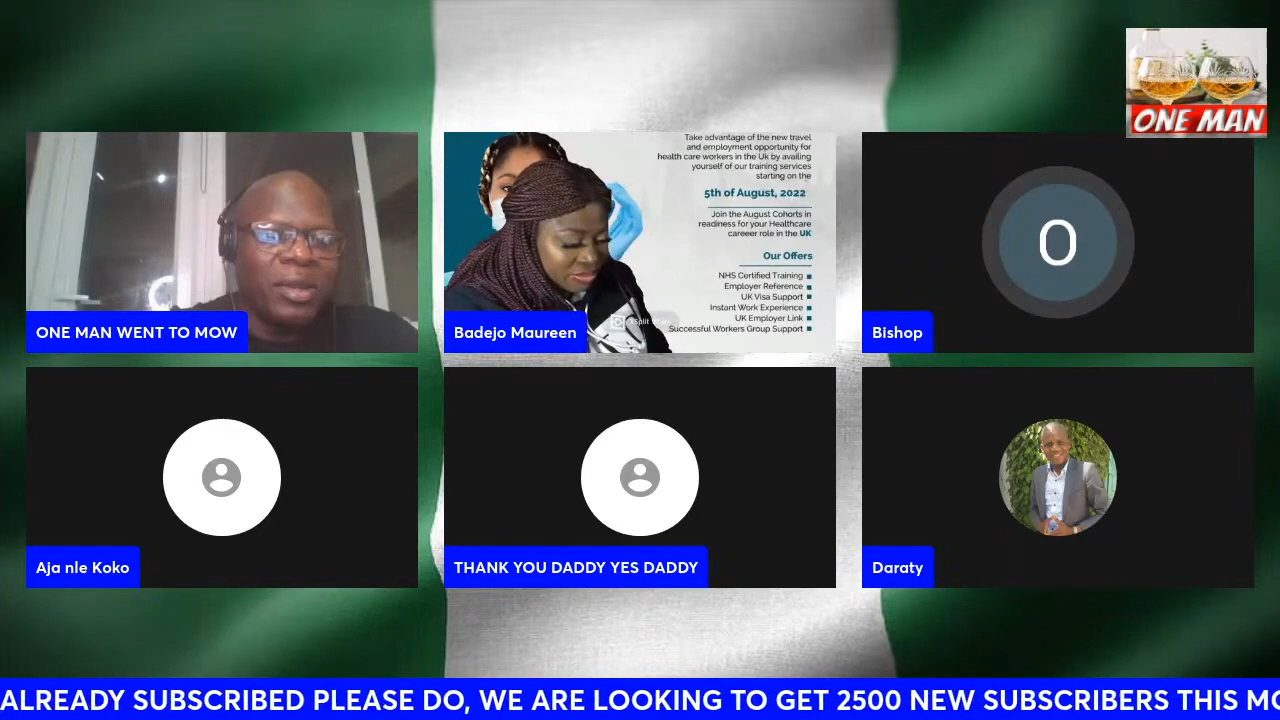 ONE MAN
Take advantage of the new travel
and employment opportunity for
health care workers in the Uk by availing
yourself of our training services
starting on the
5th of August, 2022
Join the August Cohorts in
readiness for your Healthcare
careeer role in the UK
Our Offers
NHS Certified Training
Employer Reference
UK Visa Support
Instant Work Experience
UK Employer Link
Successful Workers Group Support
ONE MAN WENT TO MOW
Badejo Maureen
XSplit
O
Bishop
Aja nle Koko
THANK YOU DADDY YES DADDY
Daraty
ALREADY SUBSCRIBED PLEASE DO, WE ARE LOOKING TO GET 2500 NEW SUBSCRIBERS THIS MO